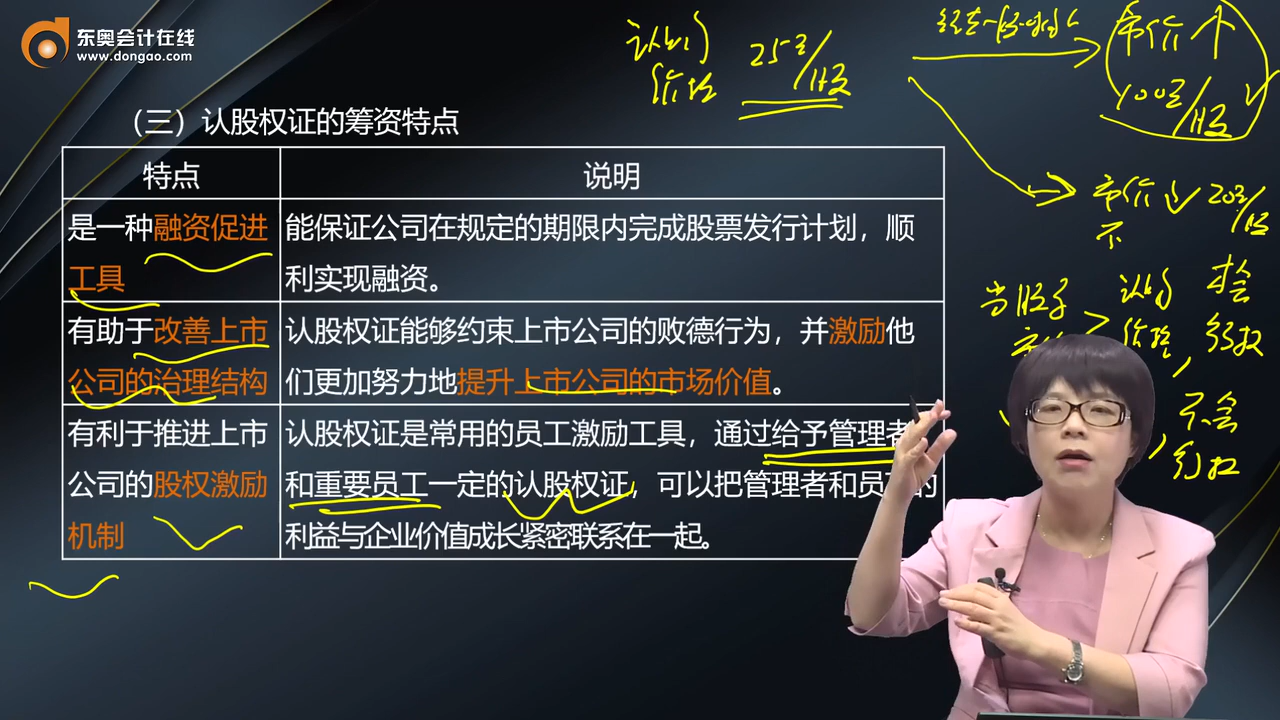 东奥会计在线
www.dongao.com
（三）认股权证的筹资特点
特点
说明
是一种融资促进
工具
能保证公司在规定的期限内完成股票发行计划，顺
利实现融资。
有助于改善上市
公司的治理结构
认股权证能够约束上市公司的败德行为，并激励他
们更加努力地提升上市公司的市场价值。
有利于推进上市
公司的股权激励
机制
认股权证是常用的员工激励工具，通过给予管理者
和重要员工一定的认股权证，可以把管理者和员
的
利益与企业价值成长紧密联系在一起。
认购
价格
25元/股
市价个
100元/股
市价
20元/股
不
当股票
认购
价格，
才会
行权
不会
行权